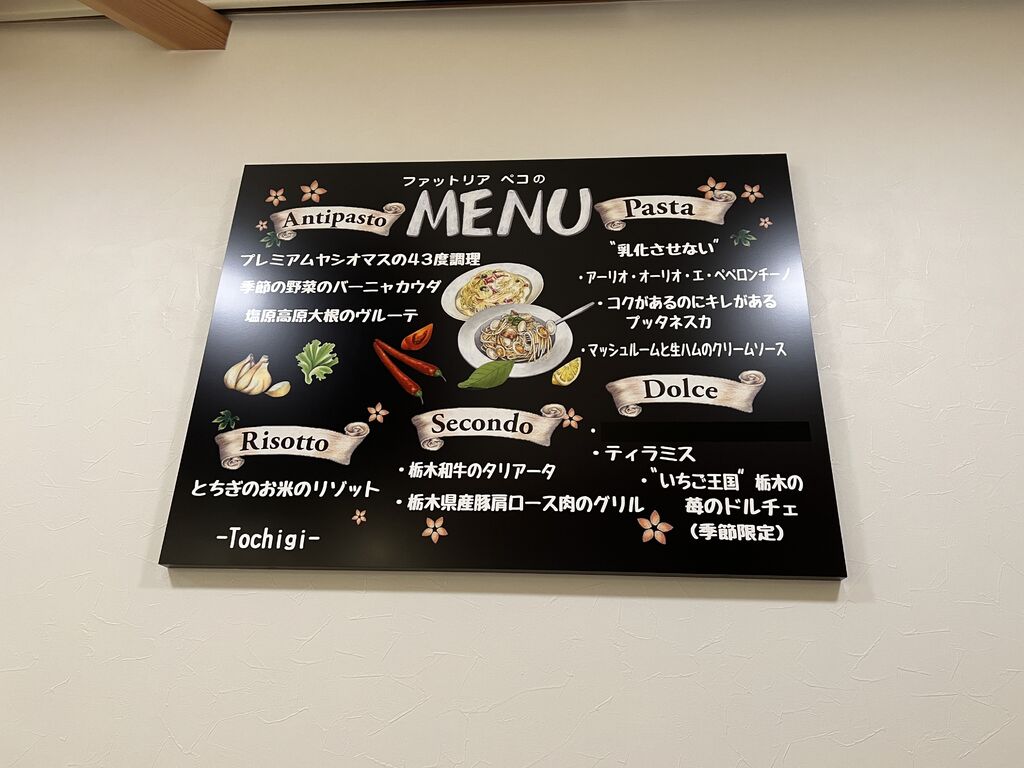 ファットリア ペコの
MENU
Antipasto
プレミアムヤシオマスの43度調理
季節の野菜のバーニャカウダ
塩原高原大根のヴルーテ
Pasta
"乳化させない"
・アーリオ・オーリオ・エ・ペペロンチーノ
・コクがあるのにキレがある
プッタネスカ
・マッシュルームと生ハムのクリームソース
Risotto
とちぎのお米のリゾット
-Tochigi-
Secondo
・栃木和牛のタリアータ
・栃木県産豚肩ロース肉のグリル
Dolce
・
・ティラミス
・"いちご王国" 栃木の
苺のドルチェ
(季節限定)